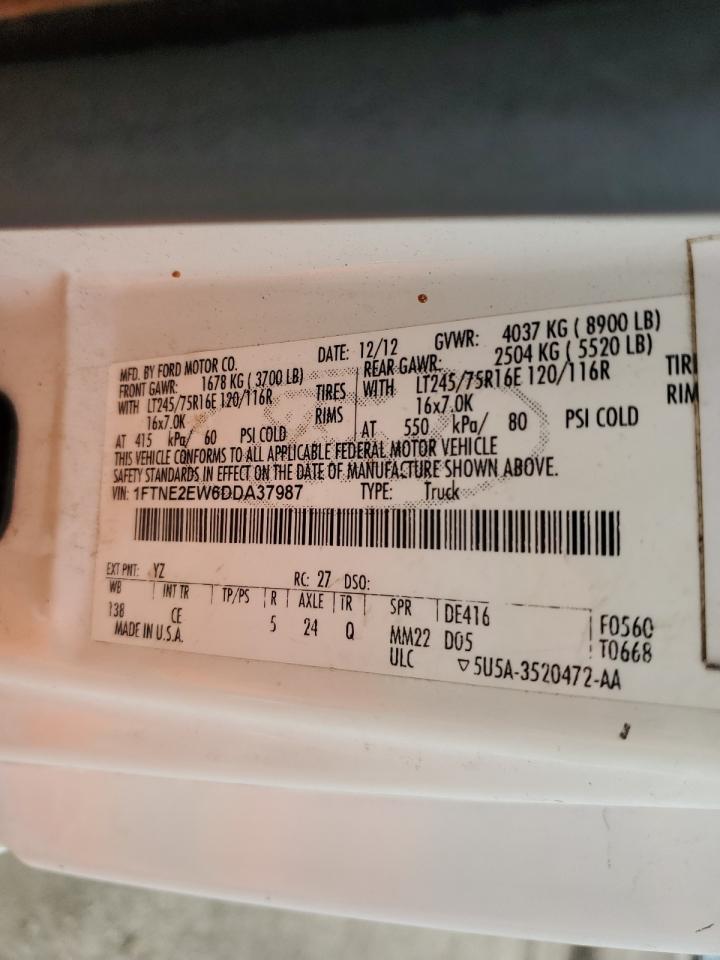 MFD. BY FORD MOTOR CO. DATE: 12/12 GVWR: 4037 KG ( 8900 LB)
FRONT GAWR: 1678 KG ( 3700 LB) REAR GAWR: 2504 KG ( 5520 LB)
WITH LT245/75R16E 120/116R TIRES WITH LT245/75R16E 120/116R TIRE
16x7.0K RIMS 16x7.0K RIM
AT 415 kPa/ 60 PSI COLD AT 550 kPa/ 80 PSI COLD
THIS VEHICLE CONFORMS TO ALL APPLICABLE FEDERAL MOTOR VEHICLE
SAFETY STANDARDS IN EFFECT ON THE DATE OF MANUFACTURE SHOWN ABOVE.
VIN: 1FTNE2EW6DDA37987 TYPE: Truck
EXT PNT: YZ RC: 27 DSO:
WB INT TR TP/PS R AXLE TR SPR DE416 F0560
138 CE 5 24 Q MM22 D05 T0668
MADE IN U.S.A. ULC ▽5U5A-3520472-AA